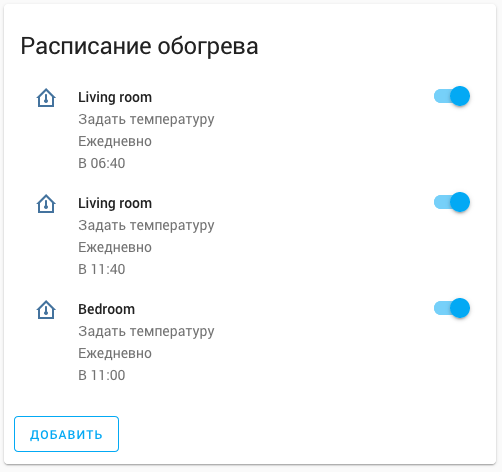 Расписание обогрева
Living room
Задать температуру
Ежедневно
В 06:40
Living room
Задать температуру
Ежедневно
В 11:40
Bedroom
Задать температуру
Ежедневно
В 11:00
ДОБАВИТЬ